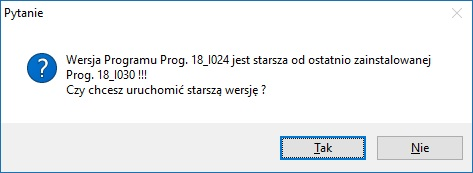 Pytanie
Wersja Programu Prog. 18_I024 jest starsza od ostatnio zainstalowanej
Prog. 18_I030 !!!
Czy chcesz uruchomić starszą wersję ?
Tak
Nie